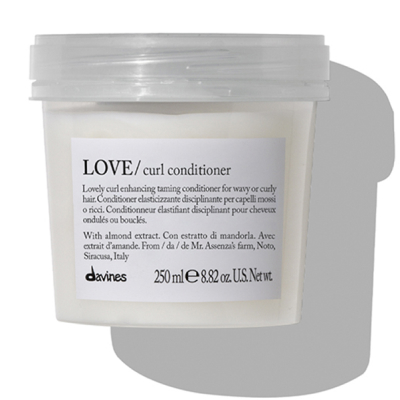 LOVE/ curl conditioner
Lovely curl enhancing taming conditioner for wavy or curly
hair. Conditioner elasticizzante disciplinante per capelli mossi
o ricci. Conditionneur élastifiant disciplinant pour cheveux
ondulés ou bouclés.
With almond extract. Con estratto di mandorla. Avec
extrait d'amande. From / da / de Mr. Assenza's farm, Noto,
Siracusa, Italy
davines 250 ml ℮ 8.82 oz. U.S. Net wt.